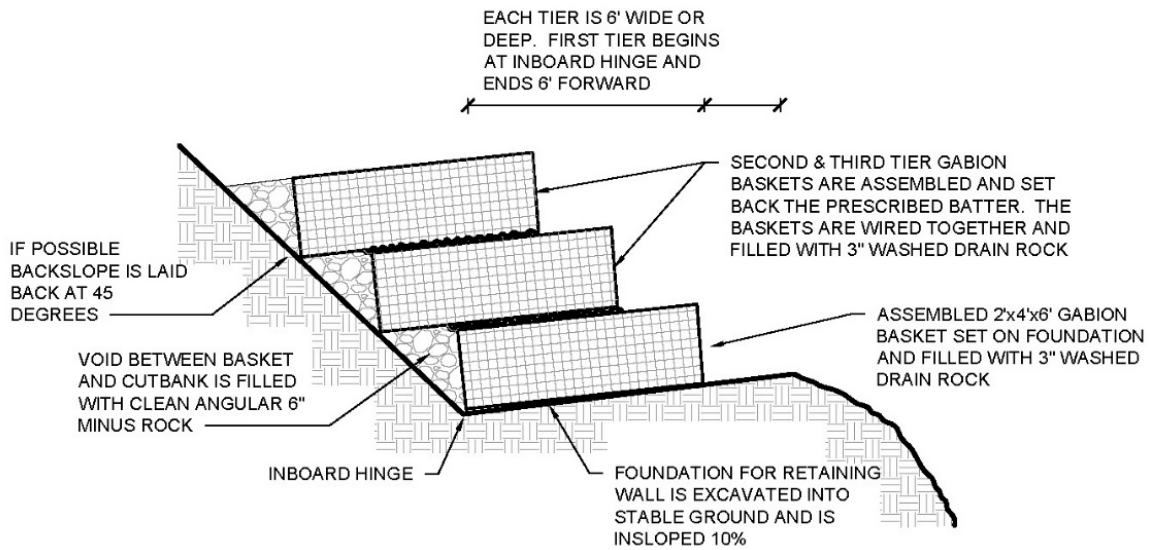 EACH TIER IS 6' WIDE OR
DEEP. FIRST TIER BEGINS
AT INBOARD HINGE AND
ENDS 6' FORWARD
SECOND & THIRD TIER GABION
BASKETS ARE ASSEMBLED AND SET
BACK THE PRESCRIBED BATTER. THE
BASKETS ARE WIRED TOGETHER AND
FILLED WITH 3" WASHED DRAIN ROCK
IF POSSIBLE
BACKSLOPE IS LAID
BACK AT 45
DEGREES
ASSEMBLED 2'x4'x6' GABION
BASKET SET ON FOUNDATION
AND FILLED WITH 3" WASHED
DRAIN ROCK
VOID BETWEEN BASKET
AND CUTBANK IS FILLED
WITH CLEAN ANGULAR 6"
MINUS ROCK
INBOARD HINGE
FOUNDATION FOR RETAINING
WALL IS EXCAVATED INTO
STABLE GROUND AND IS
INSLOPED 10%